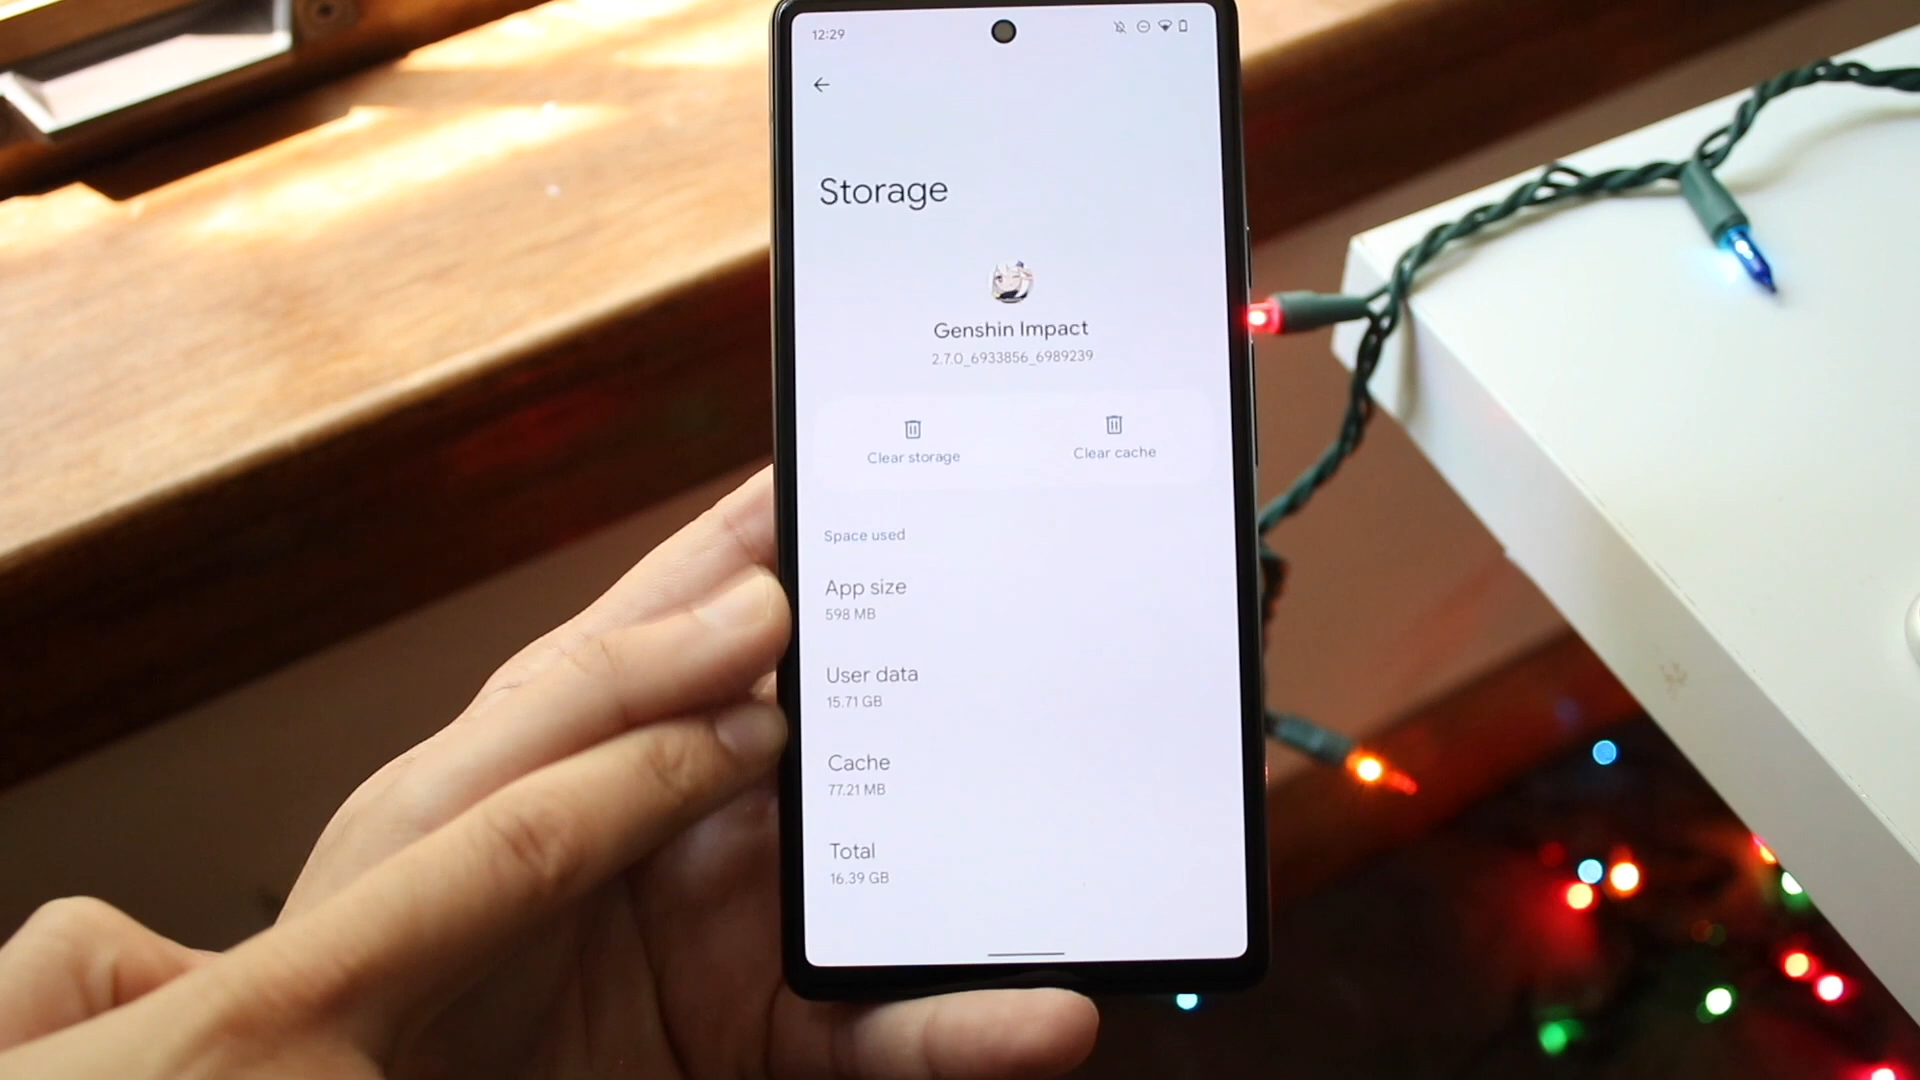 12:29
Storage
Genshin Impact
2.7.0_6933856_6989239
Clear storage
Clear cache
Space used
App size
598 MB
User data
15.71 GB
Cache
77.21 MB
Total
16.39 GB